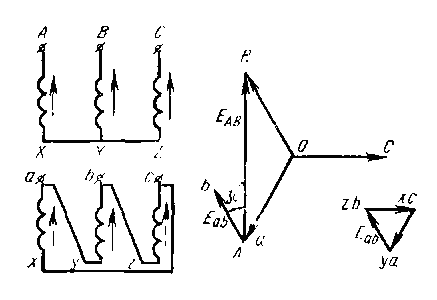 A B C
X Y Z
a b c
x y z
B
E_AB
O
C
b
E_ab
a
A
zb xc
E_ab
ya